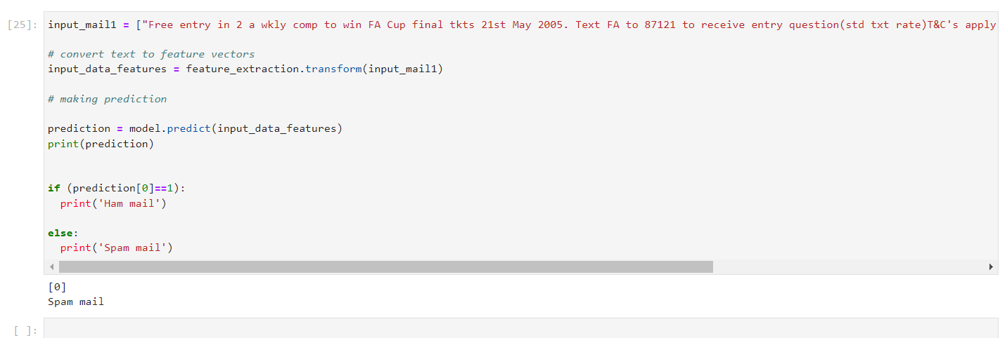 [25]: input_mail1 = ["Free entry in 2 a wkly comp to win FA Cup final tkts 21st May 2005. Text FA to 87121 to receive entry question(std txt rate)T&C's apply
# convert text to feature vectors
input_data_features = feature_extraction.transform(input_mail1)
# making prediction
prediction = model.predict(input_data_features)
print(prediction)
if (prediction[0]==1):
  print('Ham mail')
else:
  print('Spam mail')
[0]
Spam mail
[ ]: